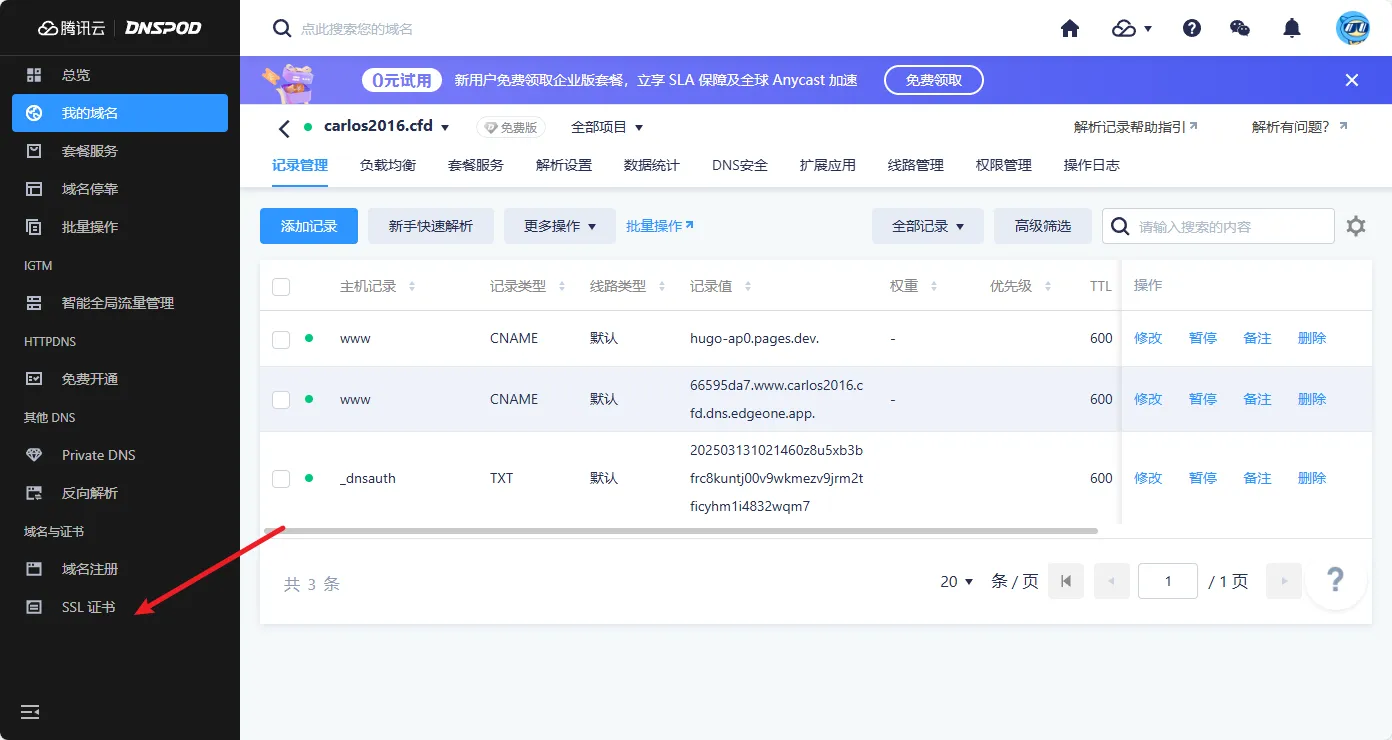 腾讯云 DNSPOD
点此搜索您的域名
总览
我的域名
套餐服务
域名停靠
批量操作
IGTM
智能全局流量管理
HTTPDNS
免费开通
其他 DNS
Private DNS
反向解析
域名与证书
域名注册
SSL 证书
0元试用 新用户免费领取企业版套餐，立享 SLA 保障及全球 Anycast 加速 免费领取
carlos2016.cfd 免费版 全部项目 解析记录帮助指引 解析有问题？
记录管理 负载均衡 套餐服务 解析设置 数据统计 DNS安全 扩展应用 线路管理 权限管理 操作日志
添加记录 新手快速解析 更多操作 批量操作 全部记录 高级筛选 请输入搜索的内容
主机记录 记录类型 线路类型 记录值 权重 优先级 TTL 操作
www CNAME 默认 hugo-ap0.pages.dev. - 600 修改 暂停 备注 删除
www CNAME 默认 66595da7.www.carlos2016.c - 600 修改 暂停 备注 删除
fd.dns.edgeone.app.
_dnsauth TXT 默认 202503131021460z8u5xb3b 600 修改 暂停 备注 删除
frc8kuntj00v9wkmezv9jrm2t
ficyhm1i4832wqm7
共 3 条 20 条 / 页 1 / 1 页 ?